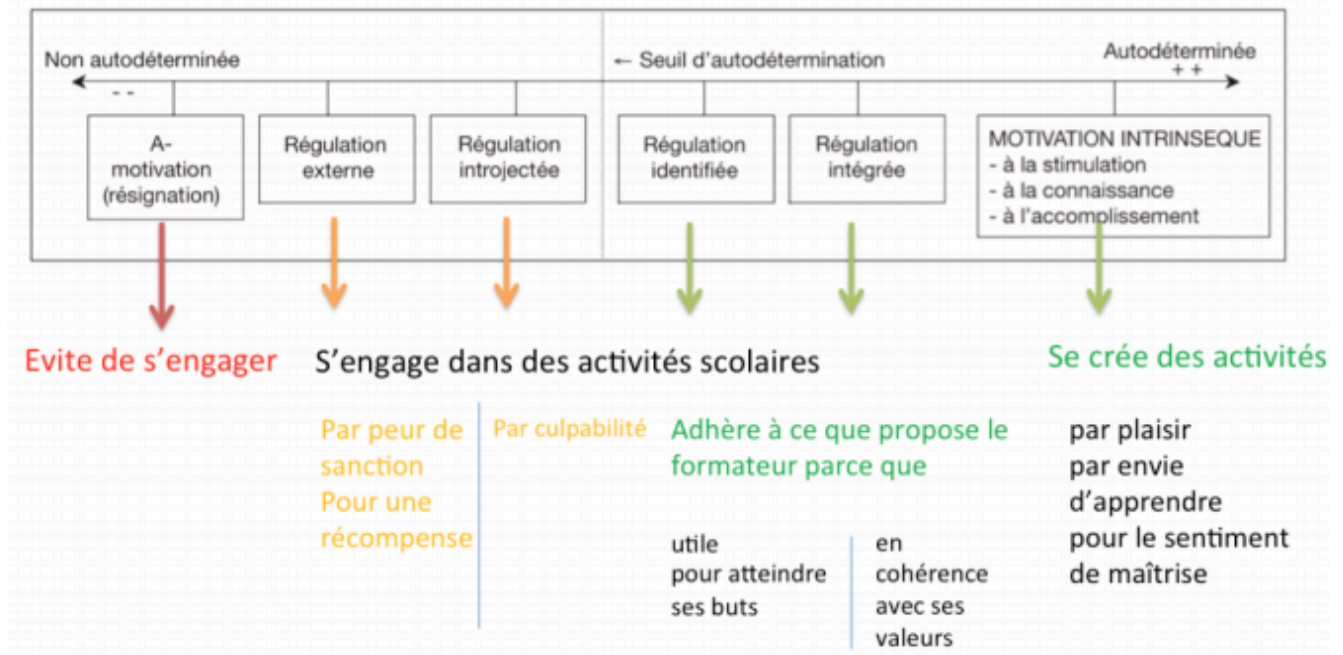 Non autodéterminée
- -
← Seuil d'autodétermination
Autodéterminée
+ +
A-
motivation
(résignation)
Régulation
externe
Régulation
introjectée
Régulation
identifiée
Régulation
intégrée
MOTIVATION INTRINSEQUE
- à la stimulation
- à la connaissance
- à l'accomplissement
Evite de s'engager
S'engage dans des activités scolaires
Se crée des activités
Par peur de
sanction
Pour une
récompense
Par culpabilité
Adhère à ce que propose le
formateur parce que
utile
pour atteindre
ses buts
en
cohérence
avec ses
valeurs
par plaisir
par envie
d'apprendre
pour le sentiment
de maîtrise